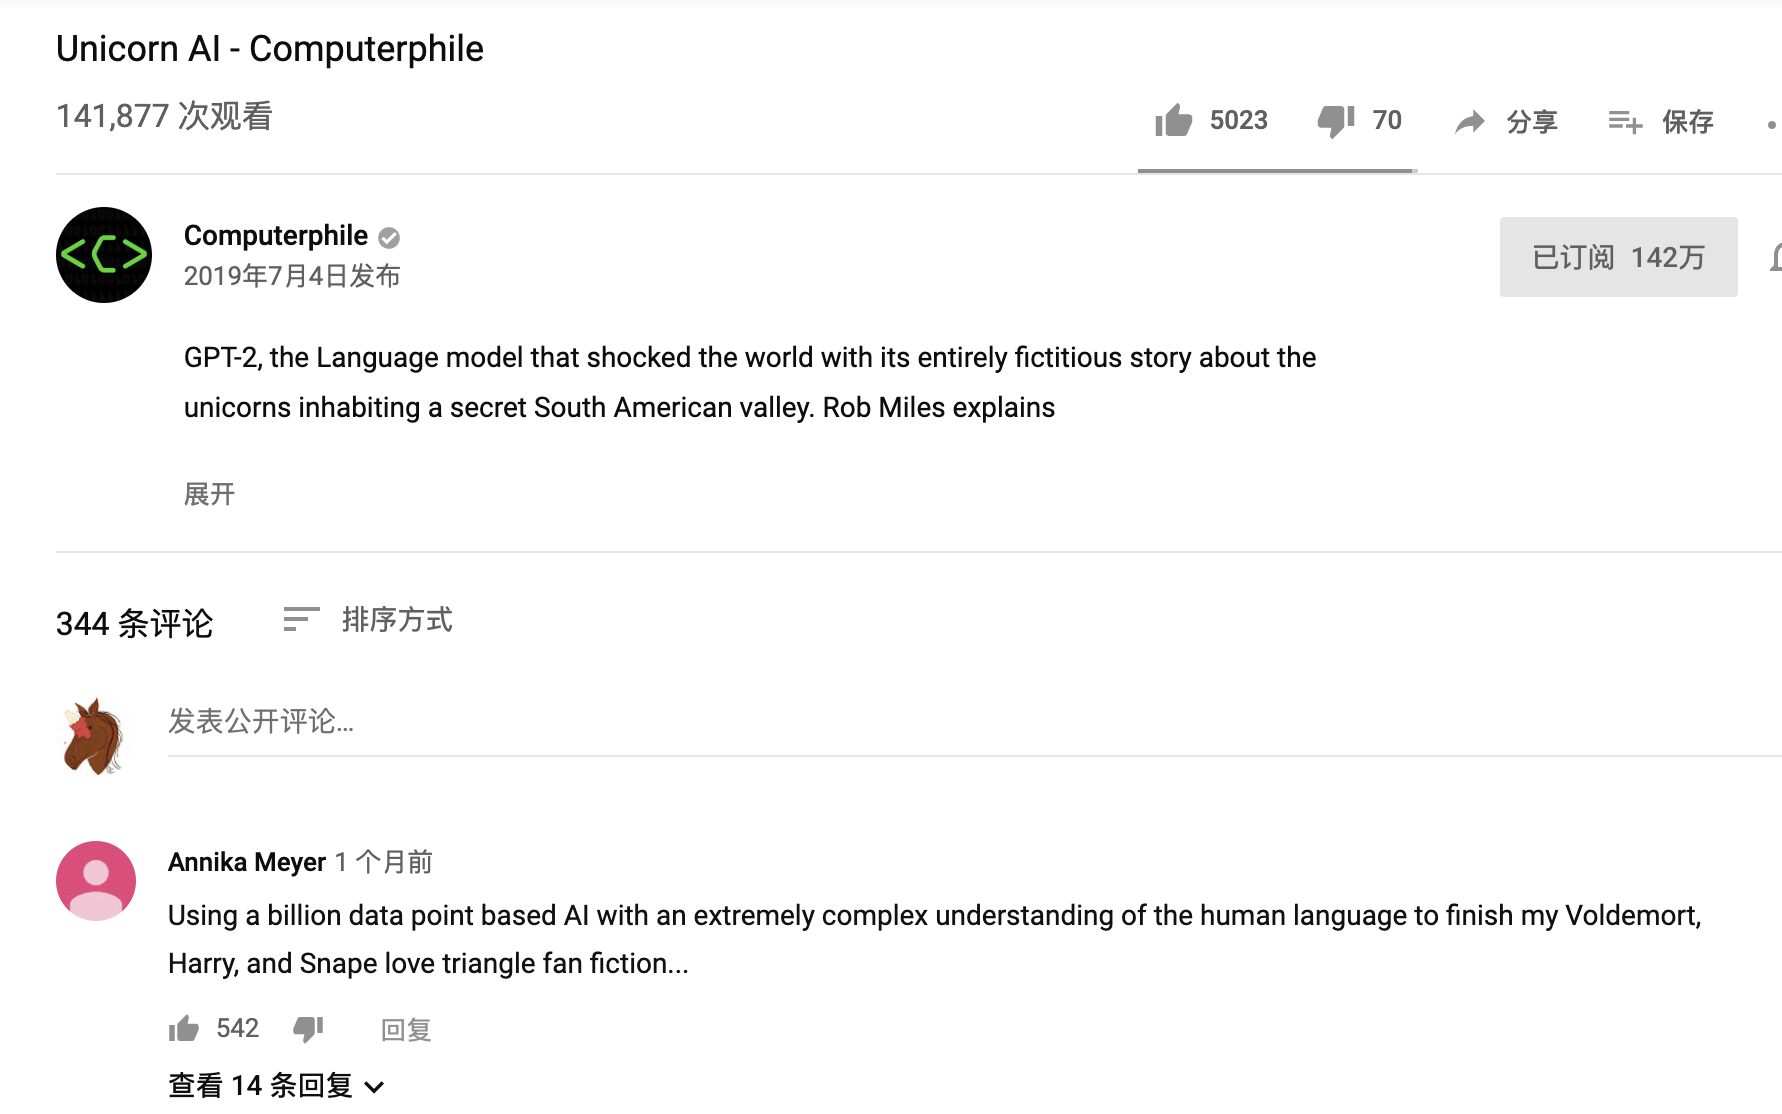 Unicorn AI - Computerphile
141,877 次观看
5023 70 分享 保存
<C>
Computerphile
2019年7月4日发布
已订阅 142万
GPT-2, the Language model that shocked the world with its entirely fictitious story about the
unicorns inhabiting a secret South American valley. Rob Miles explains
展开
344 条评论 排序方式
发表公开评论...
Annika Meyer 1 个月前
Using a billion data point based AI with an extremely complex understanding of the human language to finish my Voldemort,
Harry, and Snape love triangle fan fiction...
542 回复
查看 14 条回复